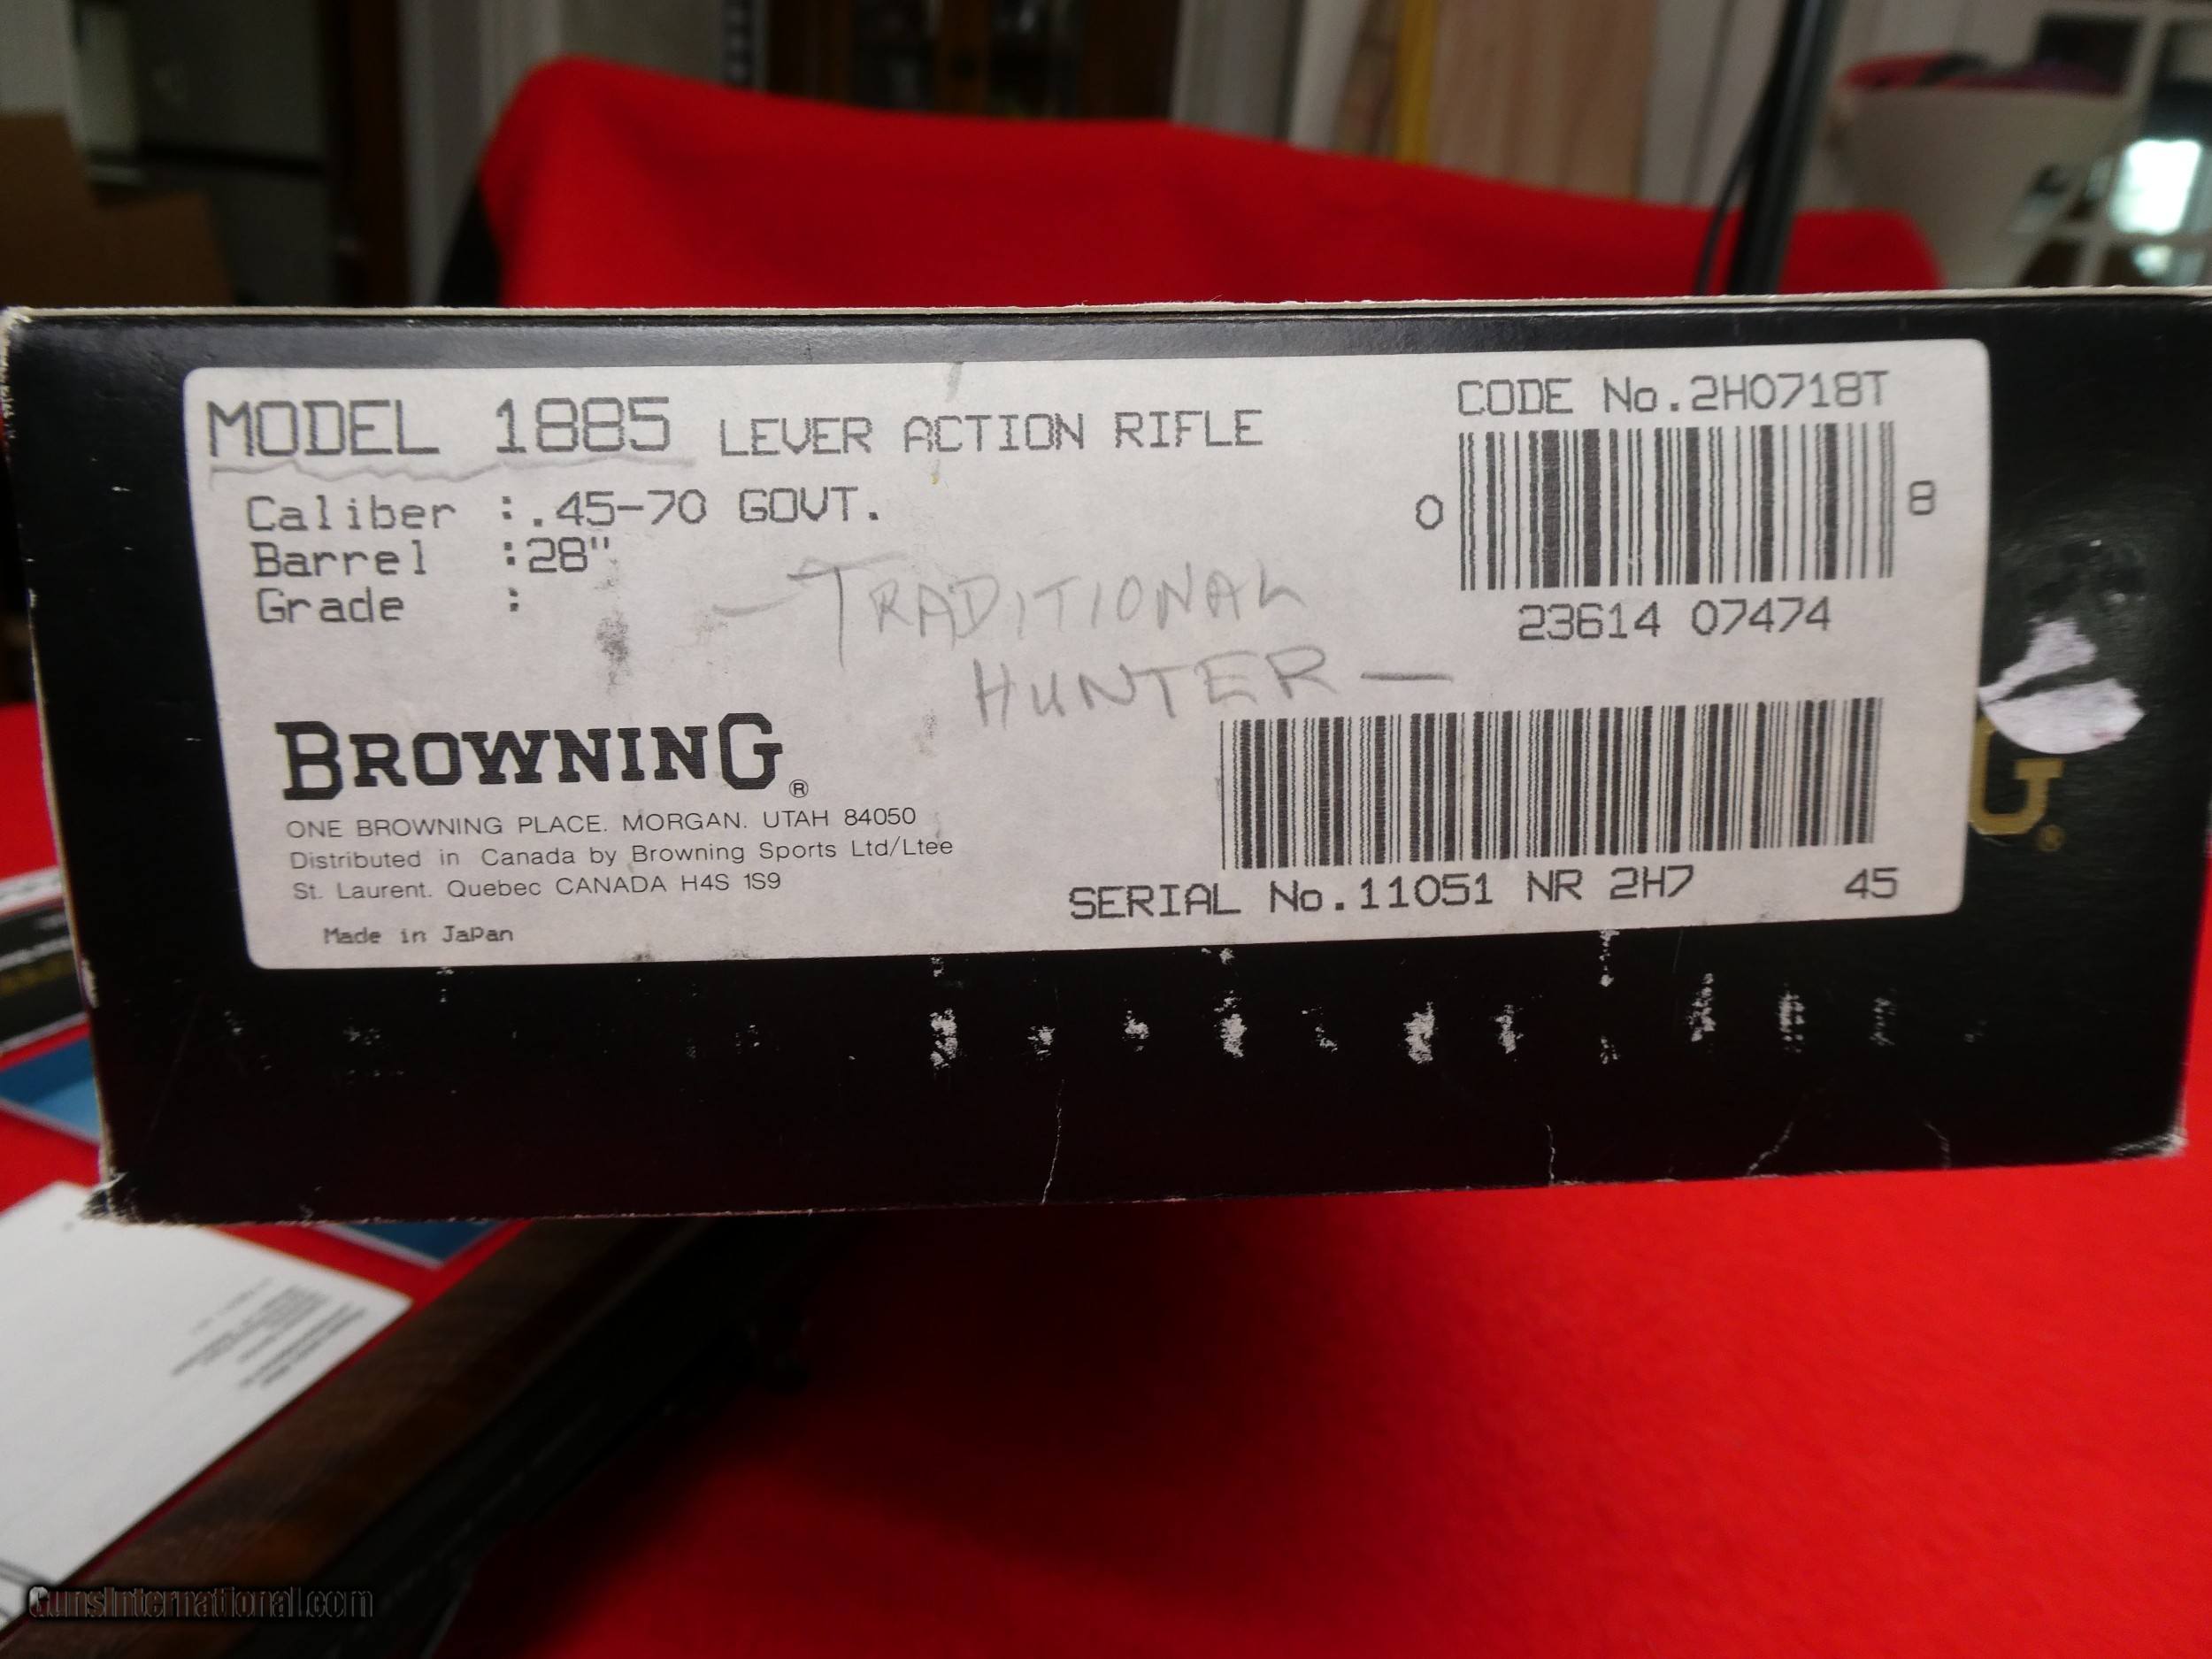 MODEL 1885 LEVER ACTION RIFLE
Caliber :.45-70 GOVT.
Barrel :28"
Grade :
-TRADITIONAL
HUNTER-
CODE No.2H0718T
0 8
23614 07474
BROWNING®
ONE BROWNING PLACE. MORGAN. UTAH 84050
Distributed in Canada by Browning Sports Ltd/Ltee
St. Laurent. Quebec CANADA H4S 1S9
Made in Japan
SERIAL No.11051 NR 2H7 45
G®
GunsInternational.com